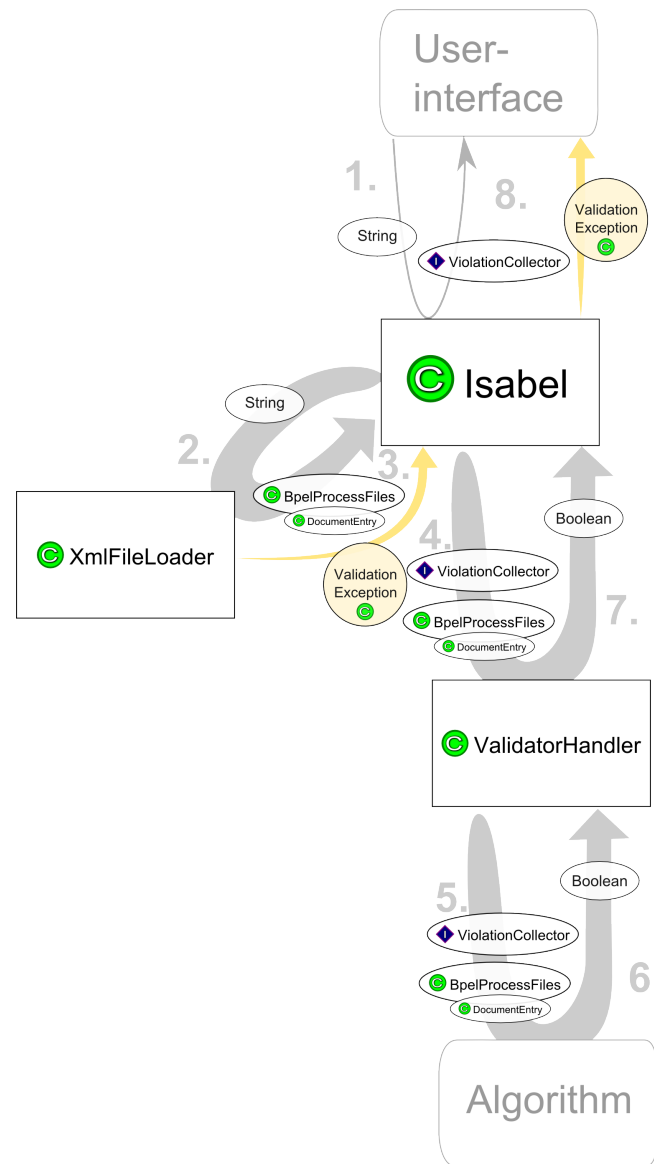 User-
interface
1.
8.
Validation
Exception
C
String
I ViolationCollector
C Isabel
String
2.
3.
C BpelProcessFiles
C DocumentEntry
Boolean
C XmlFileLoader
4.
Validation
Exception
C
I ViolationCollector
C BpelProcessFiles
C DocumentEntry
7.
C ValidatorHandler
Boolean
5.
I ViolationCollector
6
C BpelProcessFiles
C DocumentEntry
Algorithm